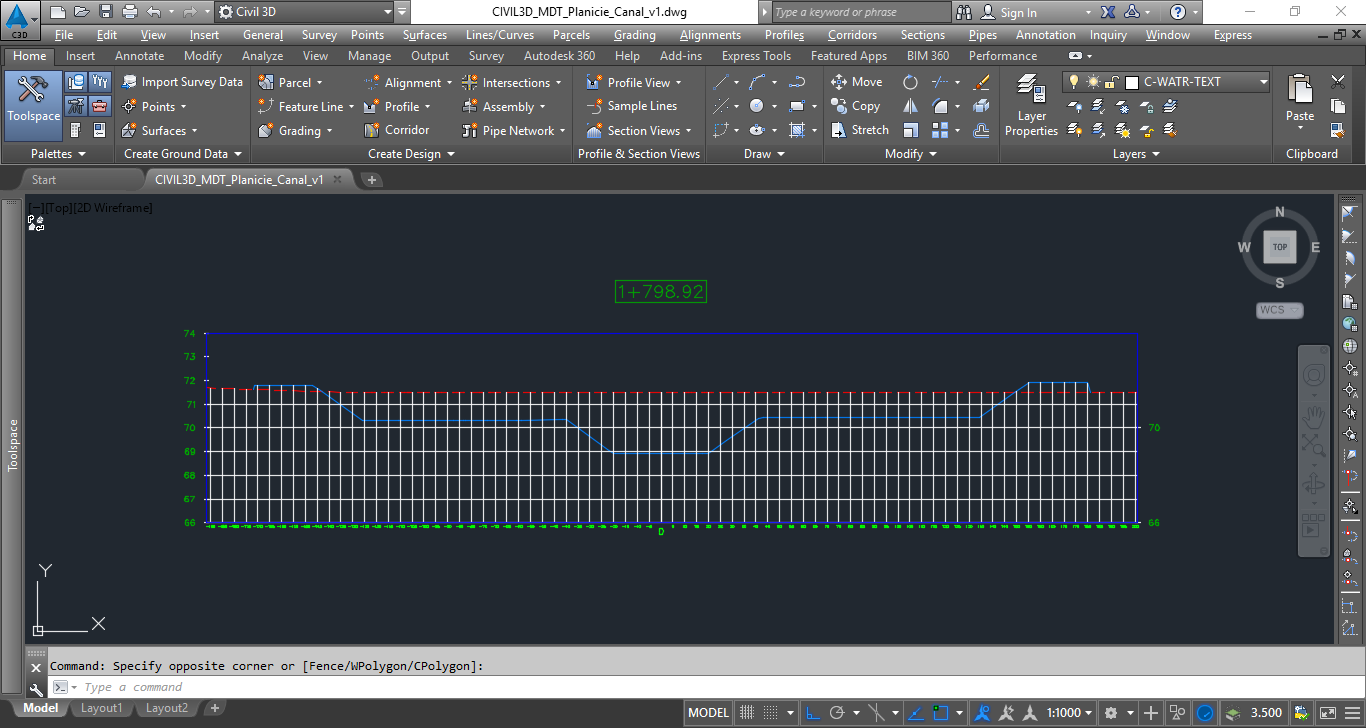 Civil 3D
CIVIL3D_MDT_Planicie_Canal_v1.dwg
Type a keyword or phrase
Sign In
C3D
File Edit View Insert General Survey Points Surfaces Lines/Curves Parcels Grading Alignments Profiles Corridors Sections Pipes Annotation Inquiry Window Express
Home Insert Annotate Modify Analyze View Manage Output Survey Autodesk 360 Help Add-ins Express Tools Featured Apps BIM 360 Performance
Toolspace
Import Survey Data
Points
Surfaces
Parcel
Feature Line
Grading
Alignment
Profile
Corridor
Intersections
Assembly
Pipe Network
Profile View
Sample Lines
Section Views
Move
Copy
Stretch
Layer
Properties
C-WATR-TEXT
Paste
Palettes Create Ground Data Create Design Profile & Section Views Draw Modify Layers Clipboard
Start CIVIL3D_MDT_Planicie_Canal_v1
[−][Top][2D Wireframe]
N
W TOP E
S
WCS
1+798.92
74
73
72
71
70 70
69
68
67
66 66
0
Toolspace
Y
X
Command: Specify opposite corner or [Fence/WPolygon/CPolygon]:
Type a command
Model Layout1 Layout2
MODEL 1:1000 3.500